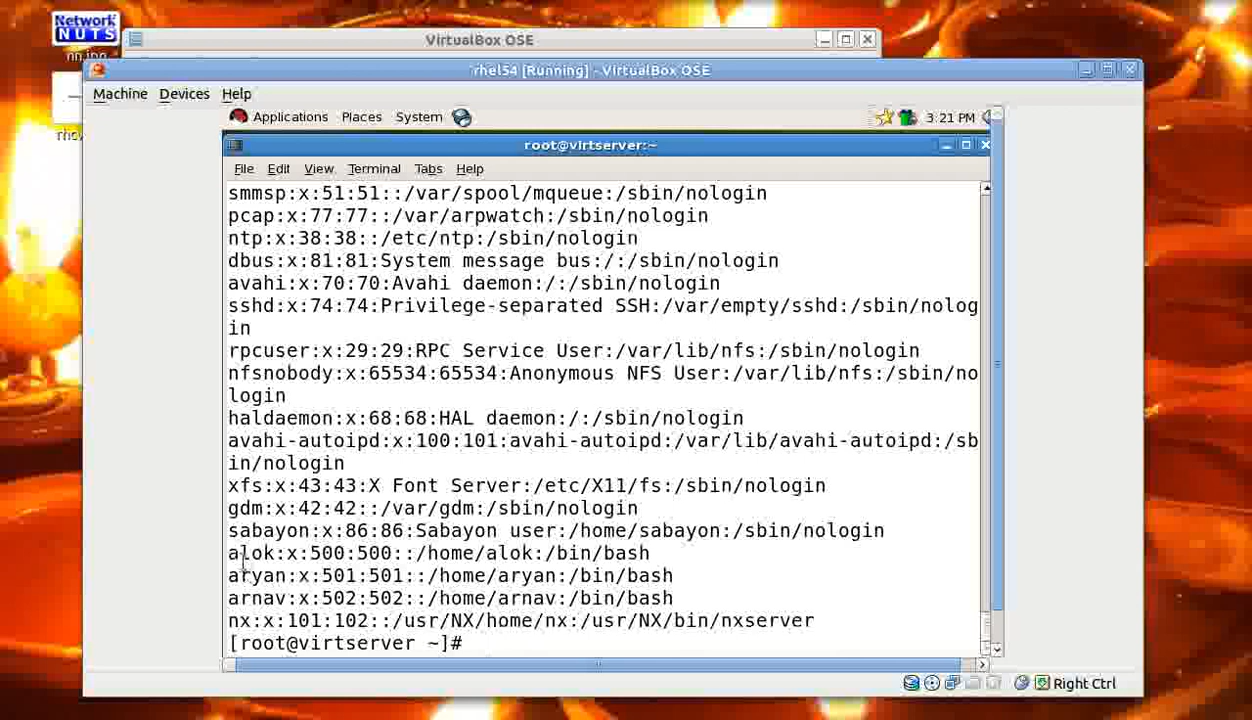 Network
NUTS
nn.jpg
VirtualBox OSE
rhel54 [Running] - VirtualBox OSE
Machine Devices Help
rhcv
Applications Places System
3:21 PM
root@virtserver:~
File Edit View Terminal Tabs Help
smmsp:x:51:51::/var/spool/mqueue:/sbin/nologin
pcap:x:77:77::/var/arpwatch:/sbin/nologin
ntp:x:38:38::/etc/ntp:/sbin/nologin
dbus:x:81:81:System message bus:/:/sbin/nologin
avahi:x:70:70:Avahi daemon:/:/sbin/nologin
sshd:x:74:74:Privilege-separated SSH:/var/empty/sshd:/sbin/nolog
in
rpcuser:x:29:29:RPC Service User:/var/lib/nfs:/sbin/nologin
nfsnobody:x:65534:65534:Anonymous NFS User:/var/lib/nfs:/sbin/no
login
haldaemon:x:68:68:HAL daemon:/:/sbin/nologin
avahi-autoipd:x:100:101:avahi-autoipd:/var/lib/avahi-autoipd:/sb
in/nologin
xfs:x:43:43:X Font Server:/etc/X11/fs:/sbin/nologin
gdm:x:42:42::/var/gdm:/sbin/nologin
sabayon:x:86:86:Sabayon user:/home/sabayon:/sbin/nologin
alok:x:500:500::/home/alok:/bin/bash
aryan:x:501:501::/home/aryan:/bin/bash
arnav:x:502:502::/home/arnav:/bin/bash
nx:x:101:102::/usr/NX/home/nx:/usr/NX/bin/nxserver
[root@virtserver ~]#
Right Ctrl